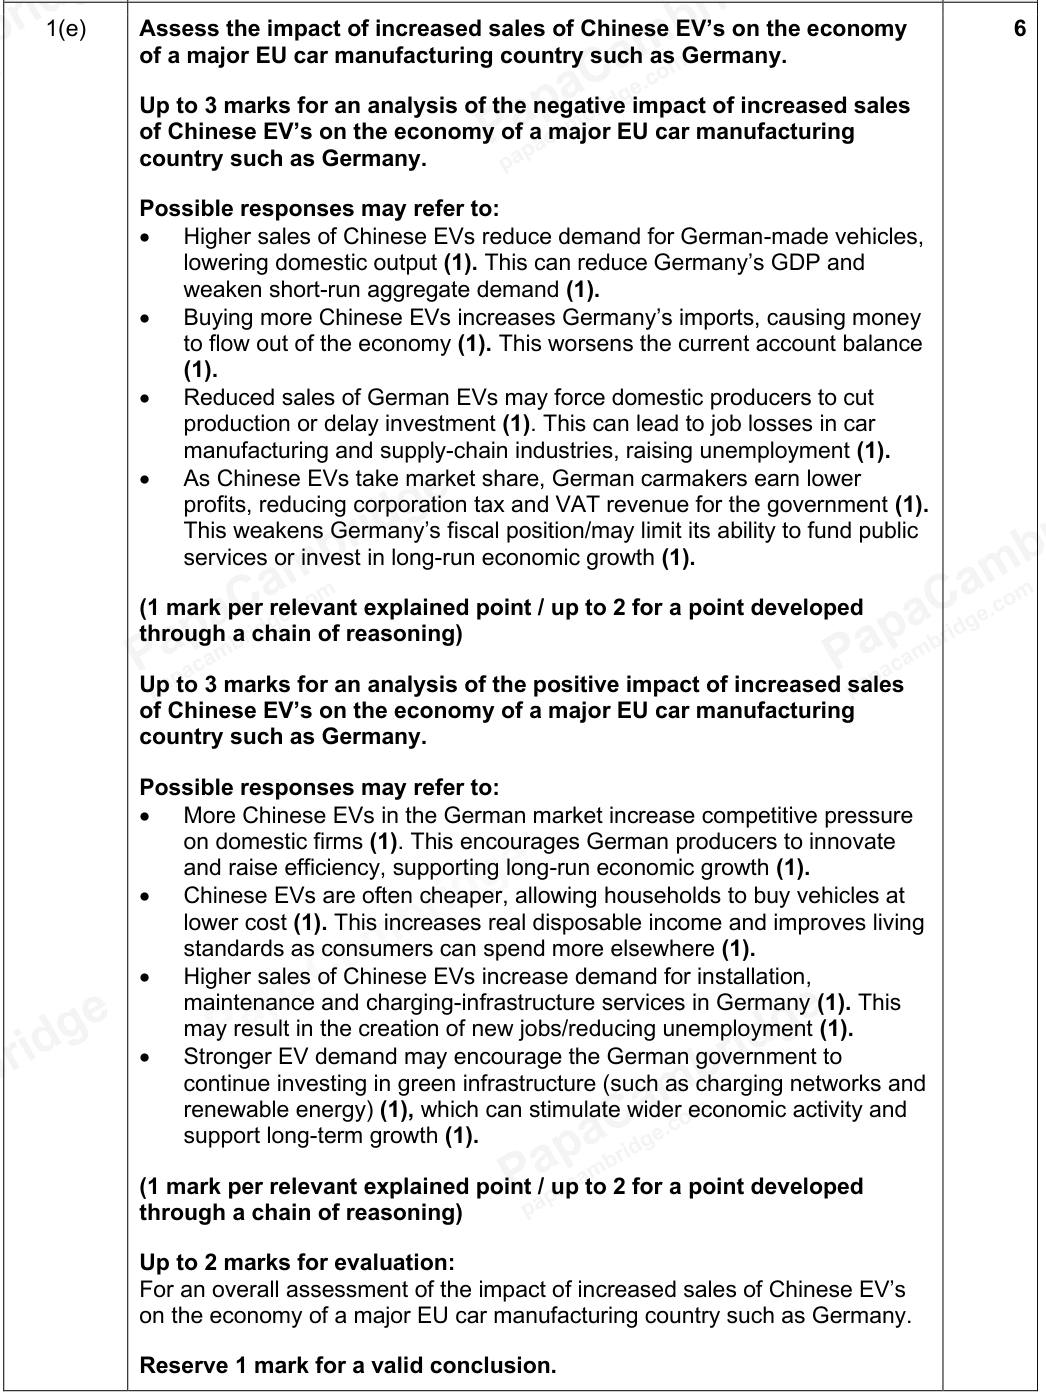 1(e)
Assess the impact of increased sales of Chinese EV’s on the economy
6
of a major EU car manufacturing country such as Germany.
Up to 3 marks for an analysis of the negative impact of increased sales
of Chinese EV’s on the economy of a major EU car manufacturing
country such as Germany.
Possible responses may refer to:
• Higher sales of Chinese EVs reduce demand for German-made vehicles,
lowering domestic output (1). This can reduce Germany’s GDP and
weaken short-run aggregate demand (1).
• Buying more Chinese EVs increases Germany’s imports, causing money
to flow out of the economy (1). This worsens the current account balance
(1).
• Reduced sales of German EVs may force domestic producers to cut
production or delay investment (1). This can lead to job losses in car
manufacturing and supply-chain industries, raising unemployment (1).
• As Chinese EVs take market share, German carmakers earn lower
profits, reducing corporation tax and VAT revenue for the government (1).
This weakens Germany’s fiscal position/may limit its ability to fund public
services or invest in long-run economic growth (1).
(1 mark per relevant explained point / up to 2 for a point developed
through a chain of reasoning)
Up to 3 marks for an analysis of the positive impact of increased sales
of Chinese EV’s on the economy of a major EU car manufacturing
country such as Germany.
Possible responses may refer to:
• More Chinese EVs in the German market increase competitive pressure
on domestic firms (1). This encourages German producers to innovate
and raise efficiency, supporting long-run economic growth (1).
• Chinese EVs are often cheaper, allowing households to buy vehicles at
lower cost (1). This increases real disposable income and improves living
standards as consumers can spend more elsewhere (1).
• Higher sales of Chinese EVs increase demand for installation,
maintenance and charging-infrastructure services in Germany (1). This
may result in the creation of new jobs/reducing unemployment (1).
• Stronger EV demand may encourage the German government to
continue investing in green infrastructure (such as charging networks and
renewable energy) (1), which can stimulate wider economic activity and
support long-term growth (1).
(1 mark per relevant explained point / up to 2 for a point developed
through a chain of reasoning)
Up to 2 marks for evaluation:
For an overall assessment of the impact of increased sales of Chinese EV’s
on the economy of a major EU car manufacturing country such as Germany.
Reserve 1 mark for a valid conclusion.
PapaCambridge
papacambridge.com